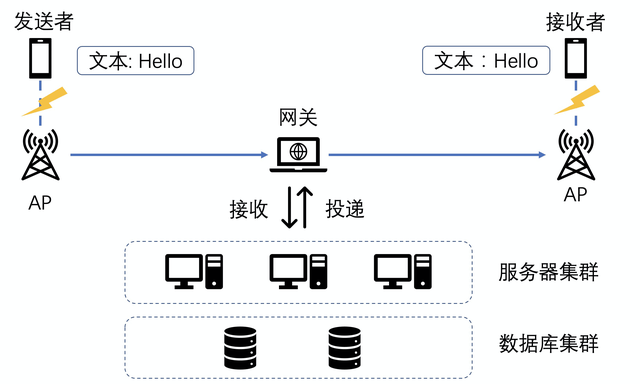 发送者
接收者
文本: Hello
文本：Hello
网关
AP
AP
接收
投递
服务器集群
数据库集群